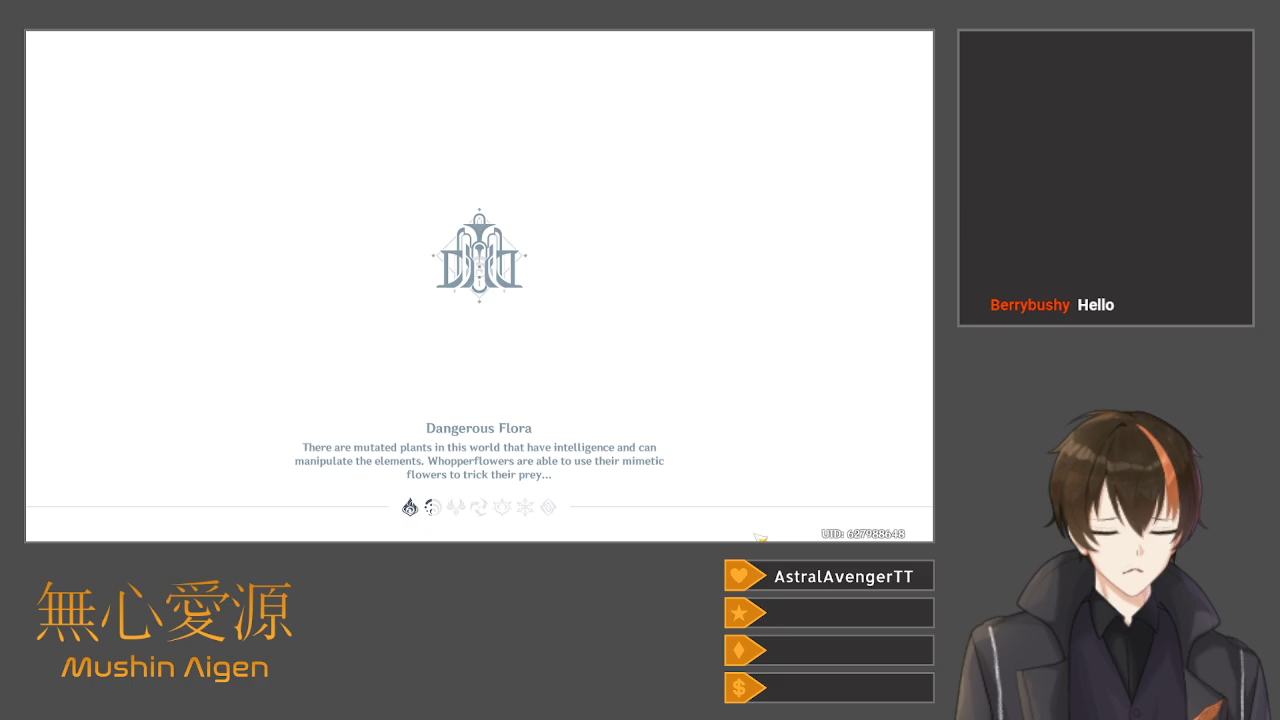 Berrybushy Hello
Dangerous Flora
There are mutated plants in this world that have intelligence and can
manipulate the elements. Whopperflowers are able to use their mimetic
flowers to trick their prey...
UID: 627988648
AstralAvengerTT
無心愛源
Mushin Aigen